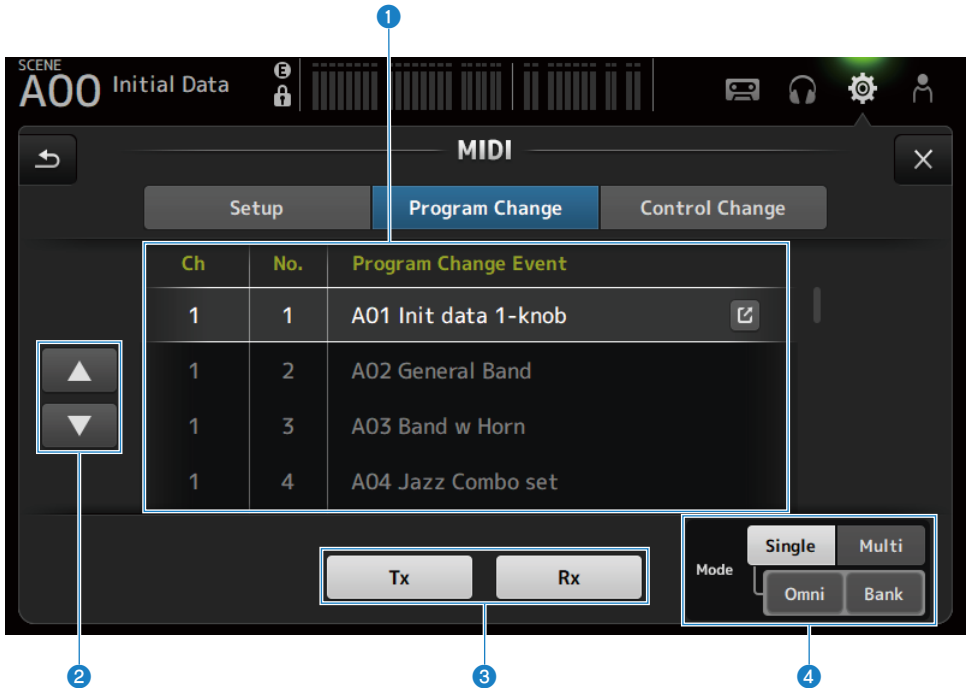 1
SCENE
A00 Initial Data
E
MIDI
Setup Program Change Control Change
Ch No. Program Change Event
1 1 A01 Init data 1-knob
1 2 A02 General Band
1 3 A03 Band w Horn
1 4 A04 Jazz Combo set
Tx Rx
Mode Single Multi
Omni Bank
2 3 4